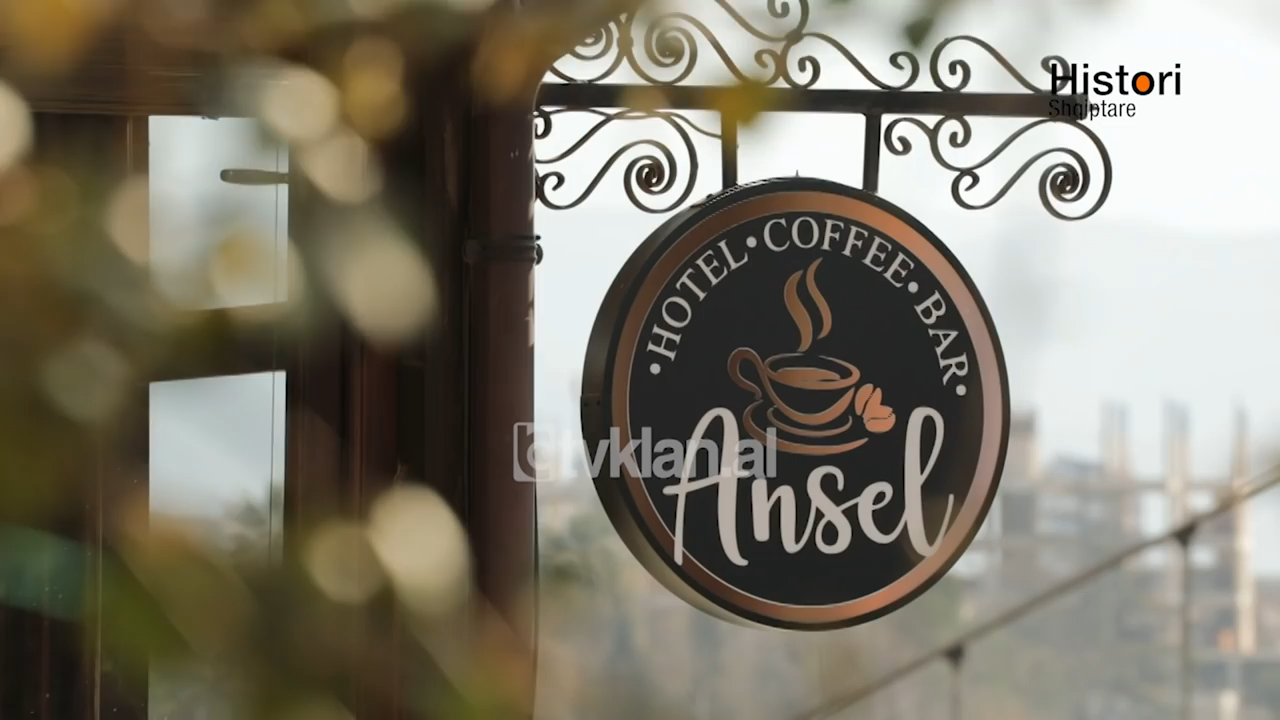 Histori
Shqiptare
•HOTEL•COFFEE•BAR•
tvklan.al
Ansel